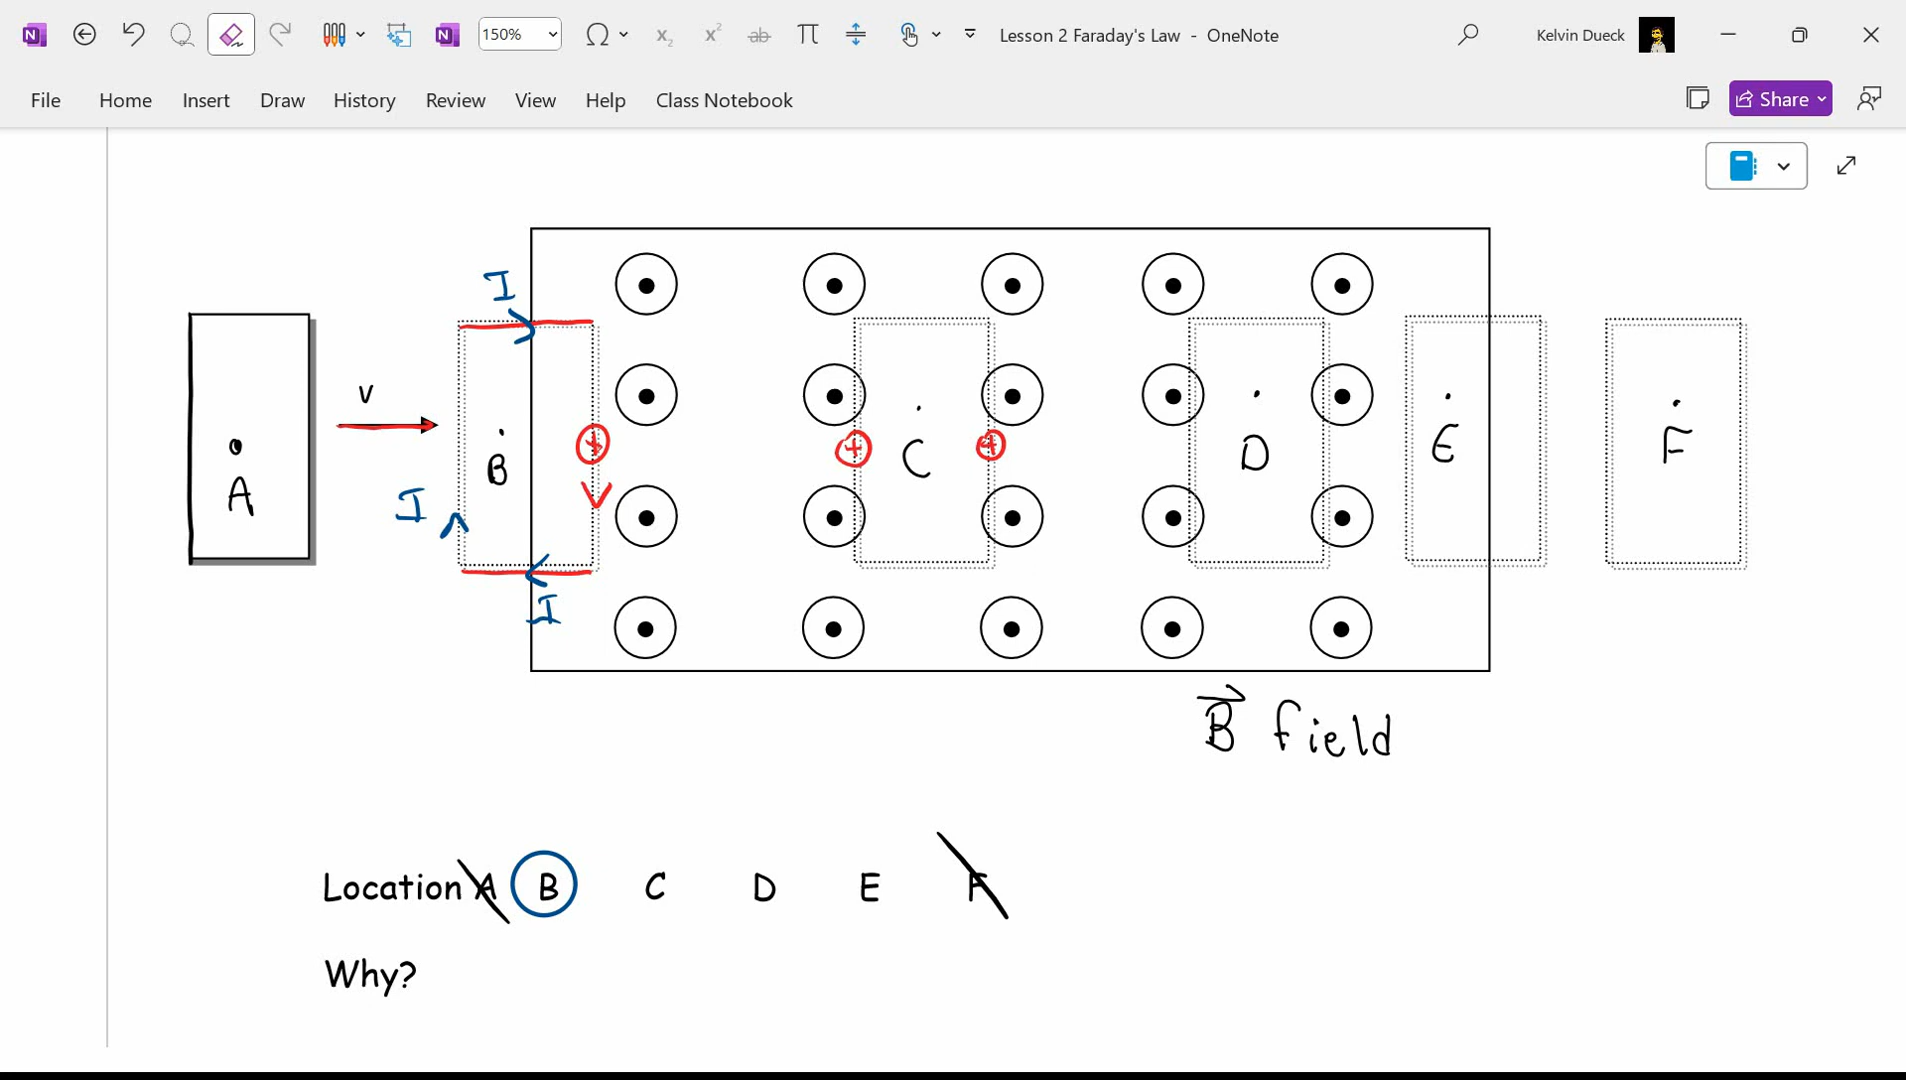 150%
Lesson 2 Faraday's Law - OneNote
Kelvin Dueck
File Home Insert Draw History Review View Help Class Notebook
Share
I
v
A
B
C
D
E
F
I
I
B field
Location A B C D E F
Why?